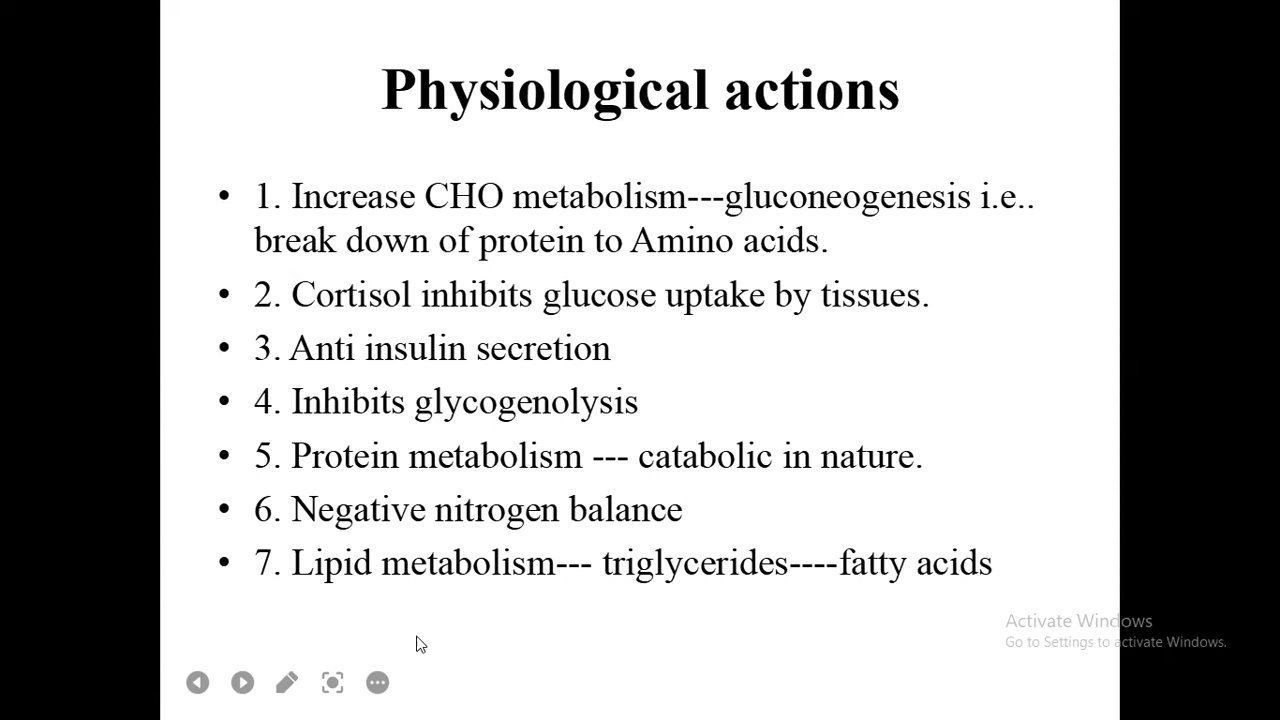 Physiological actions
• 1. Increase CHO metabolism---gluconeogenesis i.e..
break down of protein to Amino acids.
• 2. Cortisol inhibits glucose uptake by tissues.
• 3. Anti insulin secretion
• 4. Inhibits glycogenolysis
• 5. Protein metabolism --- catabolic in nature.
• 6. Negative nitrogen balance
• 7. Lipid metabolism--- triglycerides----fatty acids
Activate Windows
Go to Settings to activate Windows.